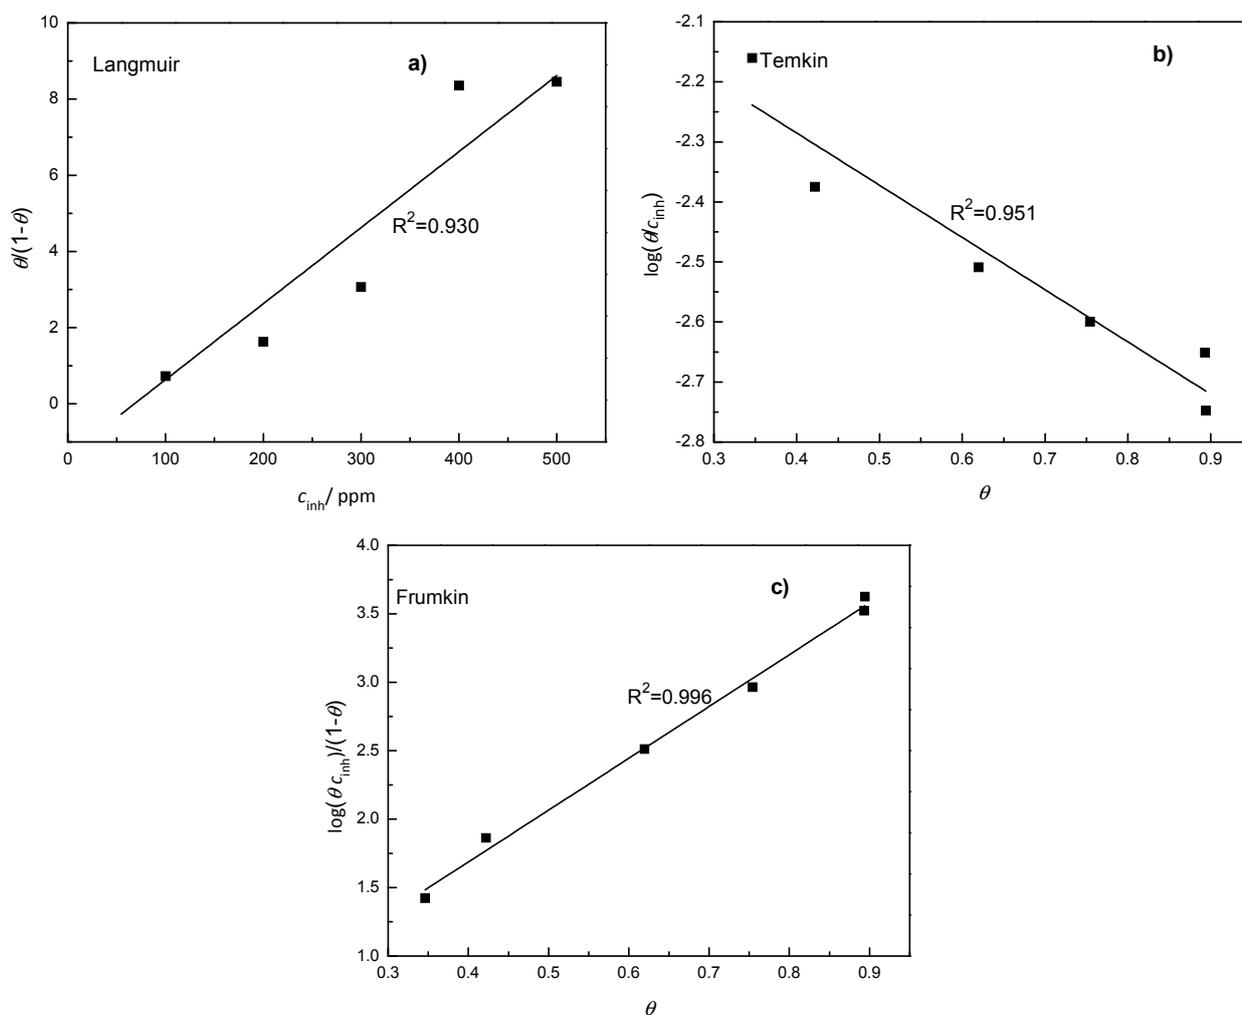 Langmuir
a)
10
8
6
4
2
0
θ/(1-θ)
R²=0.930
0 100 200 300 400 500
c_inh/ ppm
Temkin
b)
-2.1
-2.2
-2.3
-2.4
-2.5
-2.6
-2.7
-2.8
log(θ/c_inh)
R²=0.951
0.3 0.4 0.5 0.6 0.7 0.8 0.9
θ
Frumkin
c)
4.0
3.5
3.0
2.5
2.0
1.5
1.0
log(θ c_inh)/(1-θ)
R²=0.996
0.3 0.4 0.5 0.6 0.7 0.8 0.9
θ